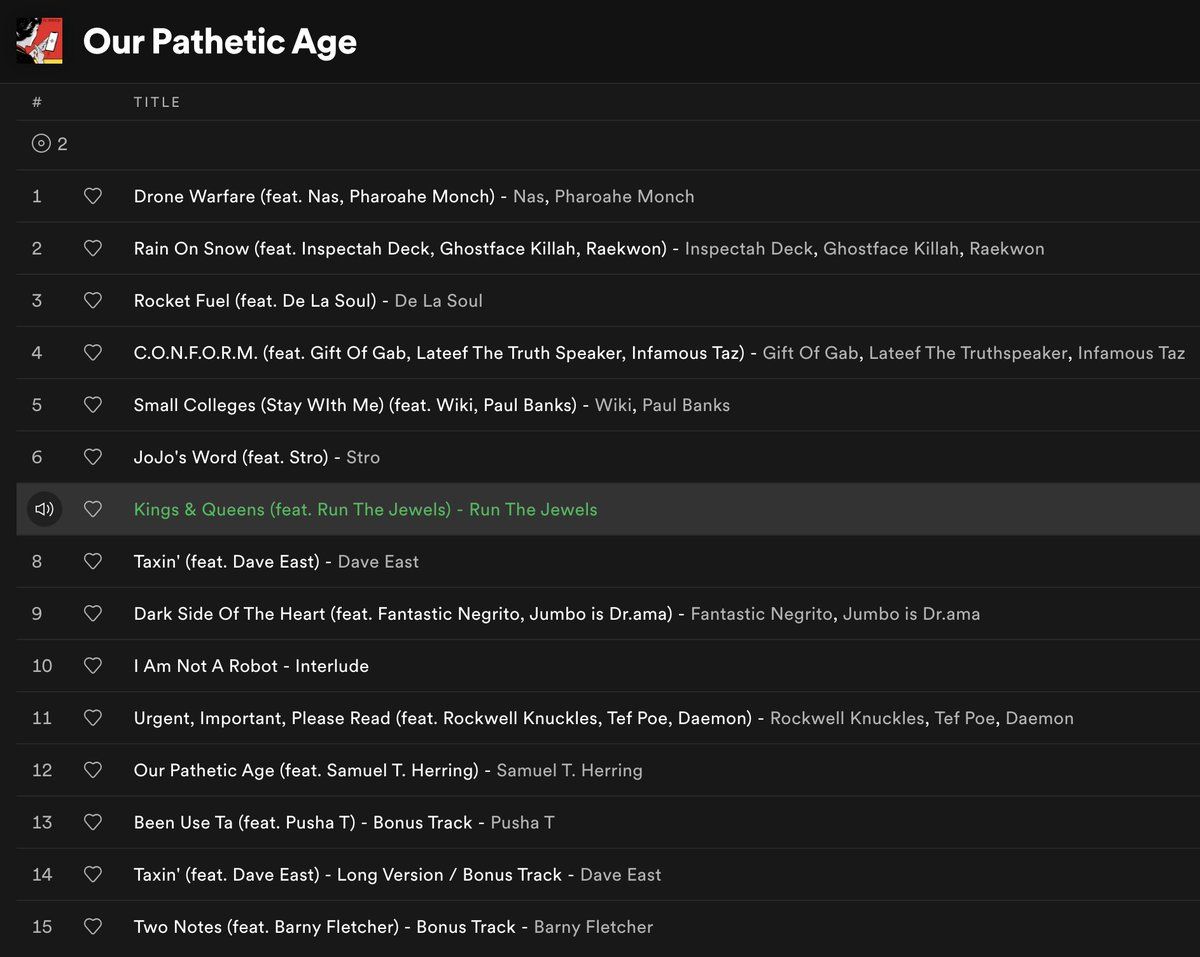 Our Pathetic Age
# TITLE
2
1 Drone Warfare (feat. Nas, Pharoahe Monch) - Nas, Pharoahe Monch
2 Rain On Snow (feat. Inspectah Deck, Ghostface Killah, Raekwon) - Inspectah Deck, Ghostface Killah, Raekwon
3 Rocket Fuel (feat. De La Soul) - De La Soul
4 C.O.N.F.O.R.M. (feat. Gift Of Gab, Lateef The Truth Speaker, Infamous Taz) - Gift Of Gab, Lateef The Truthspeaker, Infamous Taz
5 Small Colleges (Stay WIth Me) (feat. Wiki, Paul Banks) - Wiki, Paul Banks
6 JoJo's Word (feat. Stro) - Stro
Kings & Queens (feat. Run The Jewels) - Run The Jewels
8 Taxin' (feat. Dave East) - Dave East
9 Dark Side Of The Heart (feat. Fantastic Negrito, Jumbo is Dr.ama) - Fantastic Negrito, Jumbo is Dr.ama
10 I Am Not A Robot - Interlude
11 Urgent, Important, Please Read (feat. Rockwell Knuckles, Tef Poe, Daemon) - Rockwell Knuckles, Tef Poe, Daemon
12 Our Pathetic Age (feat. Samuel T. Herring) - Samuel T. Herring
13 Been Use Ta (feat. Pusha T) - Bonus Track - Pusha T
14 Taxin' (feat. Dave East) - Long Version / Bonus Track - Dave East
15 Two Notes (feat. Barny Fletcher) - Bonus Track - Barny Fletcher